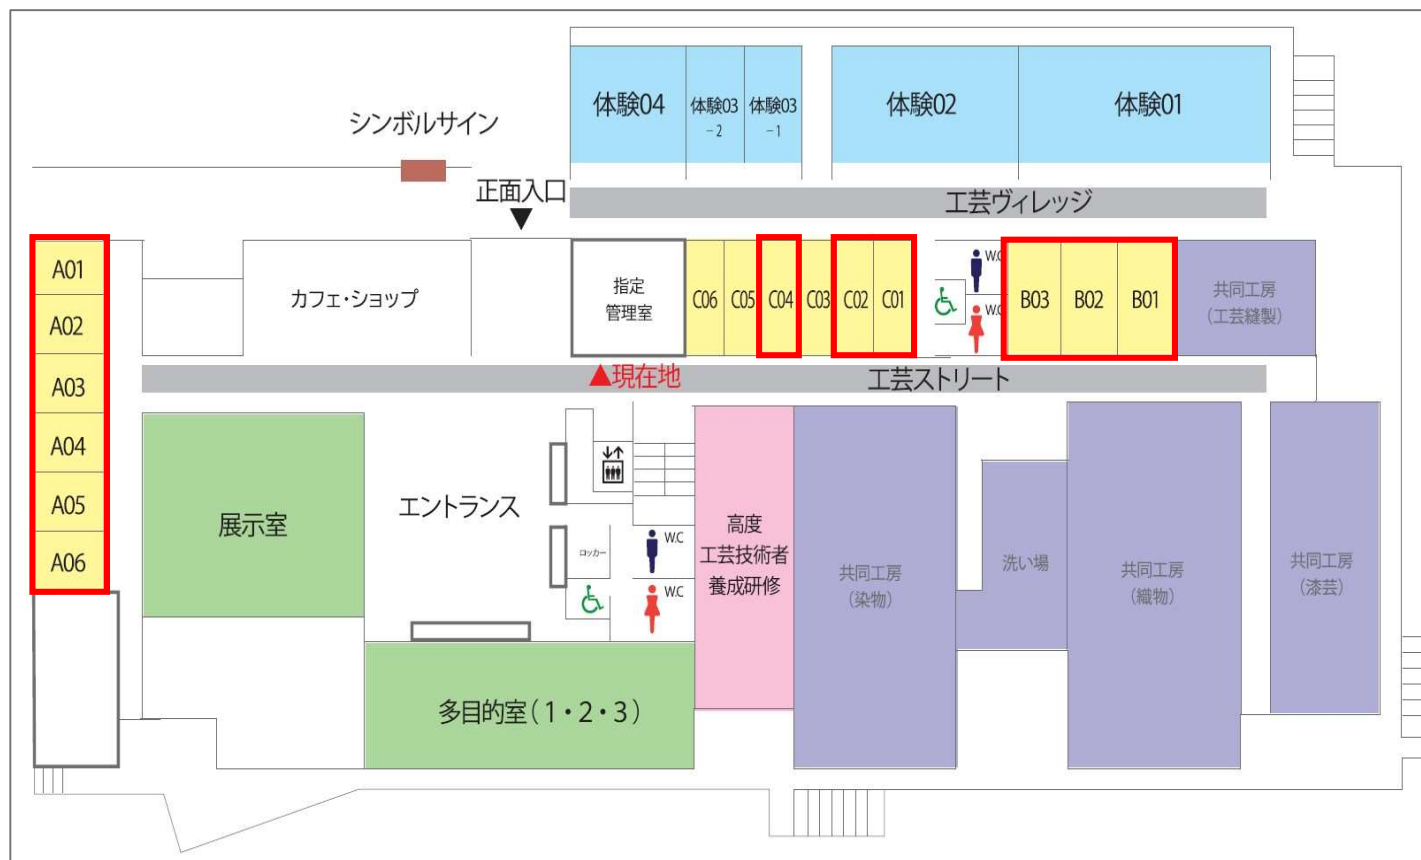 体験04
体験03
-2
体験03
-1
体験02
体験01
シンボルサイン
正面入口
工芸ヴィレッジ
A01
A02
A03
A04
A05
A06
カフェ・ショップ
指定
管理室
C06
C05
C04
C03
C02
C01
W.C
W.C
B03
B02
B01
共同工房
(工芸縫製)
▲現在地
工芸ストリート
展示室
エントランス
ロッカー
W.C
W.C
高度
工芸技術者
養成研修
共同工房
(染物)
洗い場
共同工房
(織物)
共同工房
(漆芸)
多目的室(1・2・3)